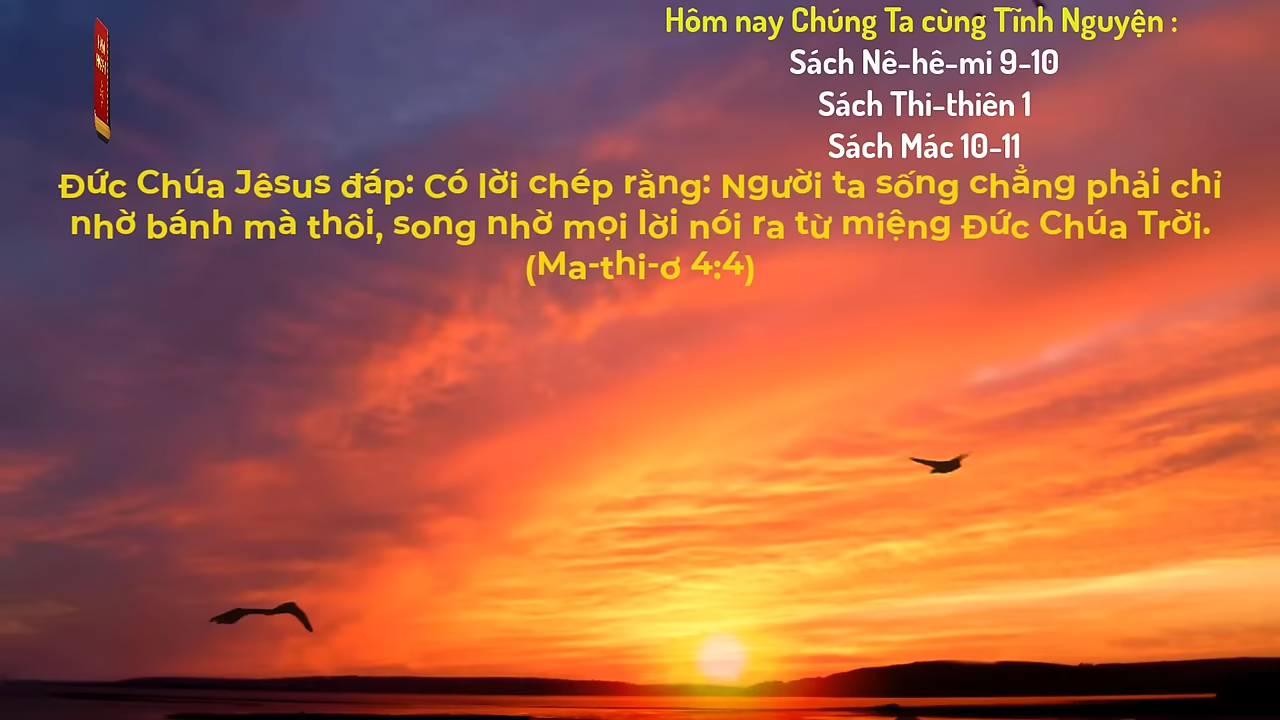 Hôm nay Chúng Ta cùng Tĩnh Nguyện :
Sách Nê-hê-mi 9-10
Sách Thi-thiên 1
Sách Mác 10-11
Đức Chúa Jêsus đáp: Có lời chép rằng: Người ta sống chẳng phải chỉ
nhờ bánh mà thôi, song nhờ mọi lời nói ra từ miệng Đức Chúa Trời.
(Ma-thi-ơ 4:4)